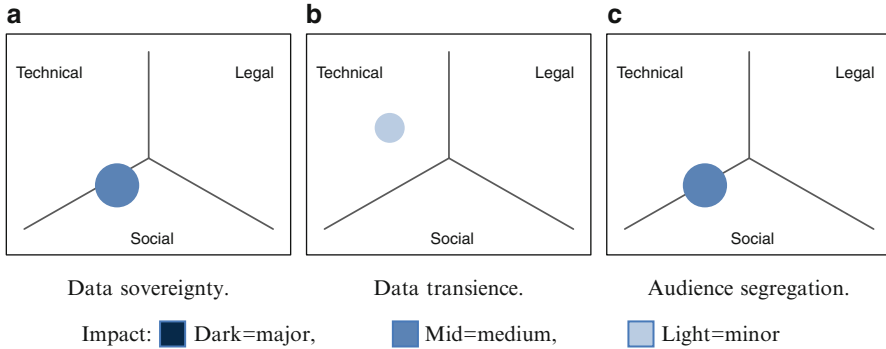 a b c
Technical Legal Technical Legal Technical Legal
Social Social Social
Data sovereignty. Data transience. Audience segregation.
Impact: Dark=major, Mid=medium, Light=minor